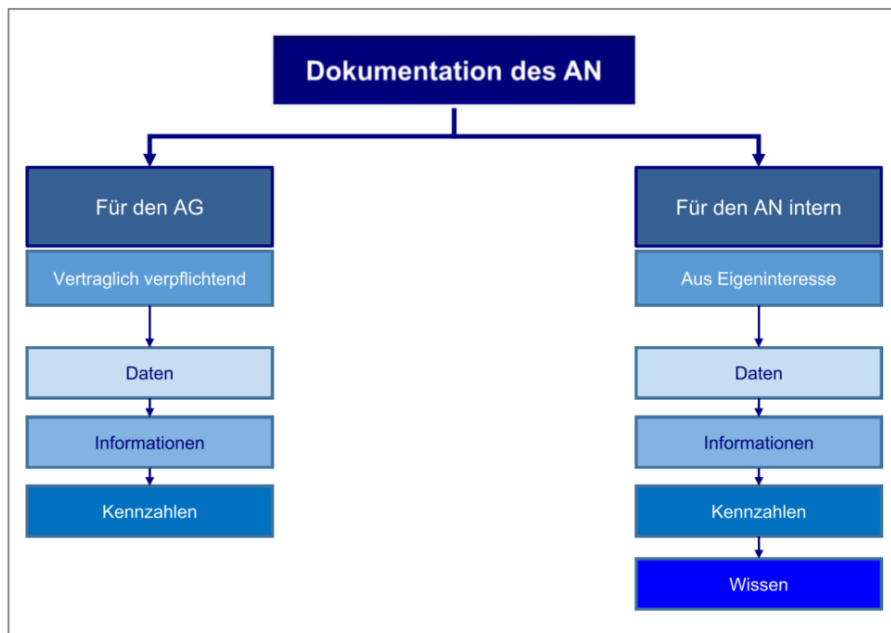 Dokumentation des AN
Für den AG
Vertraglich verpflichtend
Daten
Informationen
Kennzahlen
Für den AN intern
Aus Eigeninteresse
Daten
Informationen
Kennzahlen
Wissen